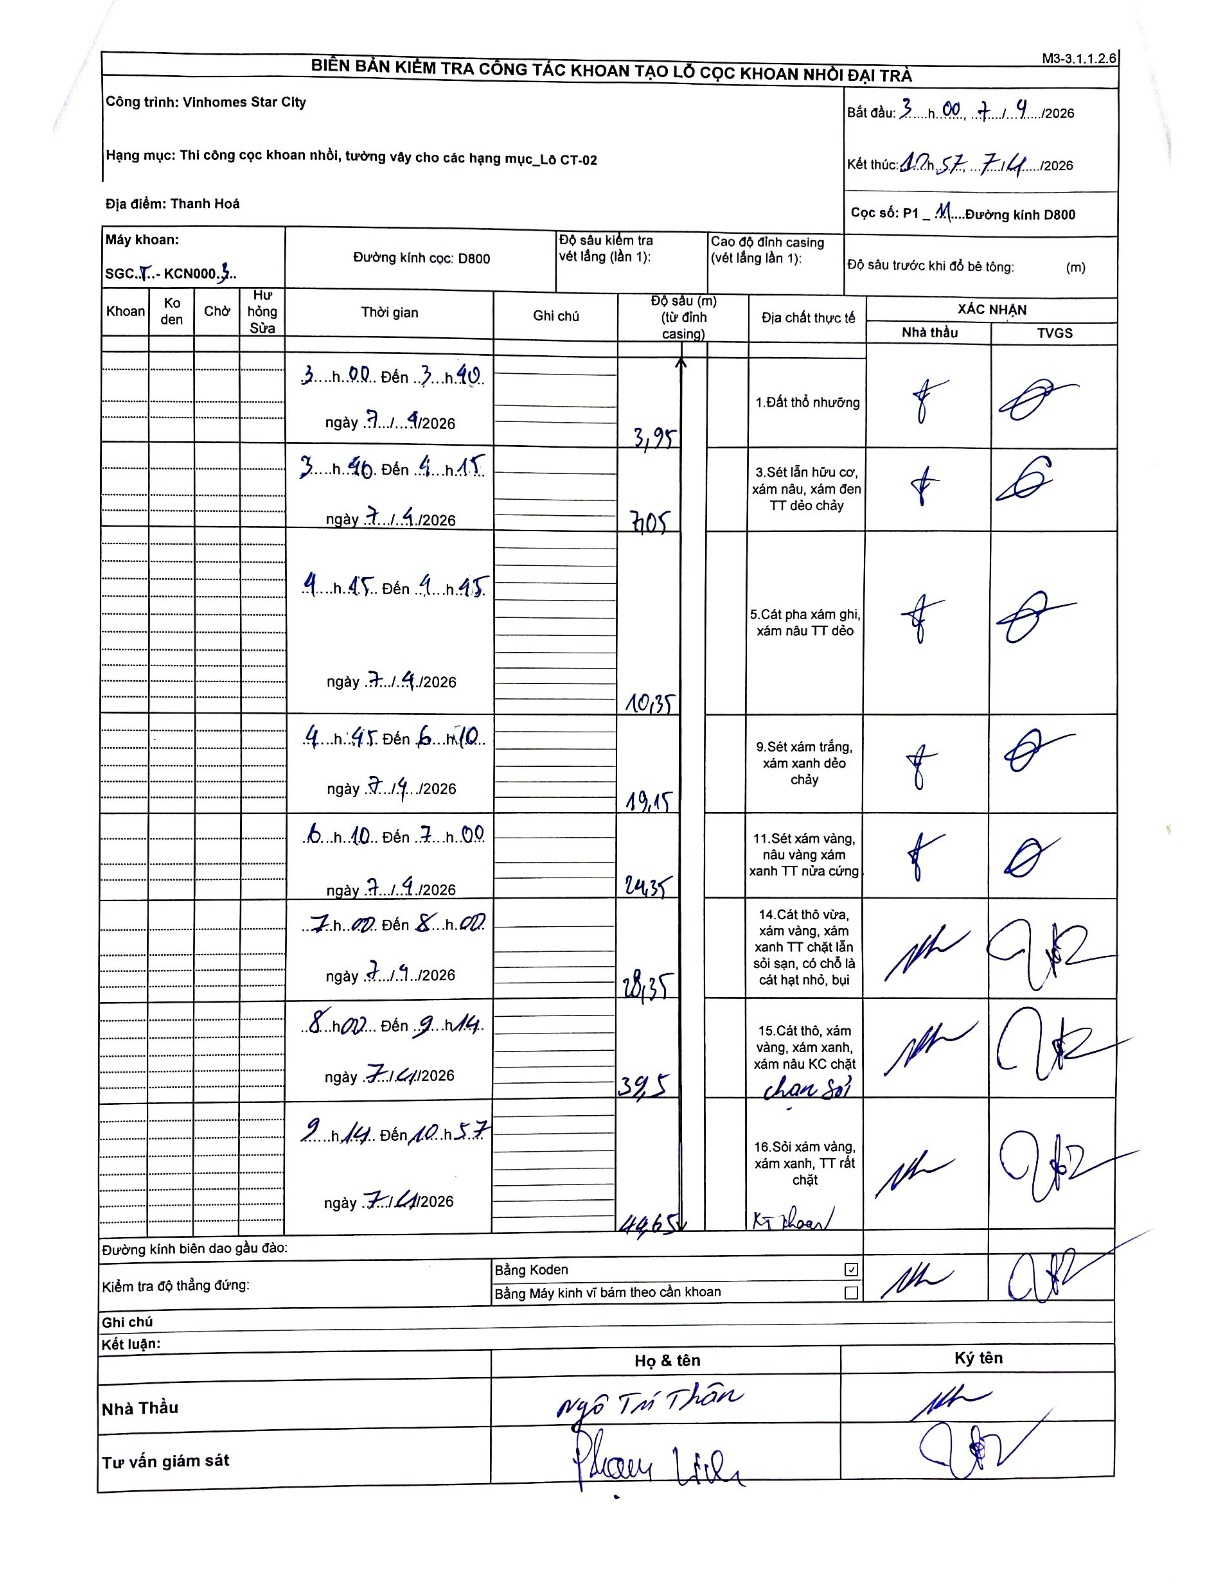 M3-3.1.1.2.6
BIÊN BẢN KIỂM TRA CÔNG TÁC KHOAN TẠO LỖ CỌC KHOAN NHỒI ĐẠI TRÀ
Công trình: Vinhomes Star City
Bắt đầu: 3....h.00., ..7.../..4..../2026
Hạng mục: Thi công cọc khoan nhồi, tường vây cho các hạng mục_Lô CT-02
Kết thúc:10h.57., ...7.../.4...../2026
Địa điểm: Thanh Hoá
Cọc số: P1 _ M....Đường kính D800
Máy khoan:
SGC..T..- KCN000.3..
Đường kính cọc: D800
Độ sâu kiểm tra vét lắng (lần 1):
Cao độ đỉnh casing (vét lắng lần 1):
Độ sâu trước khi đổ bê tông: (m)
Khoan
Ko den
Chờ
Hư hỏng Sửa
Thời gian
Ghi chú
Độ sâu (m) (từ đỉnh casing)
Địa chất thực tế
XÁC NHẬN
Nhà thầu
TVGS
3....h.00.. Đến ..3...h.40..
ngày .7.../...4/2026
3,95
1.Đất thổ nhưỡng
3...h.40. Đến ..4...h.15..
ngày .7.../.4./2026
7,05
3.Sét lẫn hữu cơ,
xám nâu, xám đen
TT dẻo chảy
4....h.15.. Đến ..4...h.45.
ngày ..7.../..4./2026
10,35
5.Cát pha xám ghi,
xám nâu TT dẻo
4...h.45. Đến .6...h.10..
ngày ..7../..4.../2026
19,15
9.Sét xám trắng,
xám xanh dẻo
chảy
..6...h..10... Đến ..7...h..00
ngày ..7.../..4../2026
24,35
11.Sét xám vàng,
nâu vàng xám
xanh TT nửa cứng
..7..h..00 Đến ..8...h..00.
ngày ..7.../..4../2026
28,35
14.Cát thô vừa,
xám vàng, xám
xanh TT chặt lẫn
sỏi sạn, có chỗ là
cát hạt nhỏ, bụi
..8...h00... Đến ..9...h14.
ngày ..7.../.4./2026
39,5
15.Cát thô, xám
vàng, xám xanh,
xám nâu KC chặt
chạn sỏi
9....h.14.. Đến 10..h 57
ngày ..7../.4/2026
44,65
16.Sỏi xám vàng,
xám xanh, TT rất
chặt
KT khoan
Đường kính biên dao gầu đào:
Kiểm tra độ thẳng đứng:
Bằng Koden
Bằng Máy kinh vĩ bám theo cần khoan
Ghi chú
Kết luận:
Họ & tên
Ký tên
Nhà Thầu
Ngô Trí Thân
Tư vấn giám sát
Phạm Linh